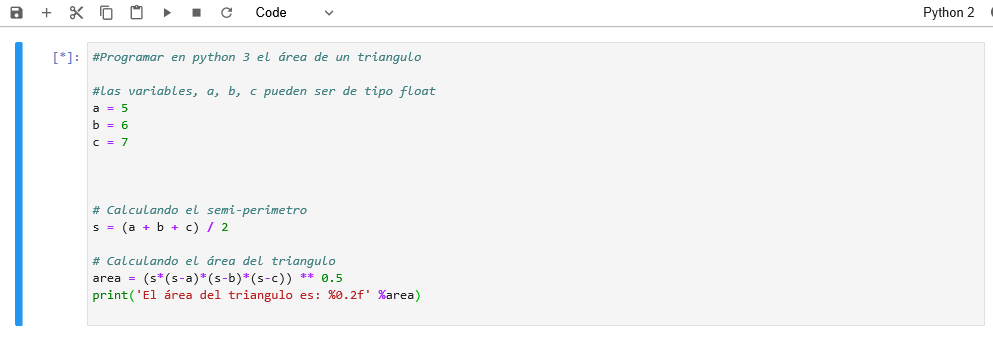 Code
Python 2
[*]:
#Programar en python 3 el área de un triangulo
#las variables, a, b, c pueden ser de tipo float
a = 5
b = 6
c = 7
# Calculando el semi-perimetro
s = (a + b + c) / 2
# Calculando el área del triangulo
area = (s*(s-a)*(s-b)*(s-c)) ** 0.5
print('El área del triangulo es: %0.2f' %area)